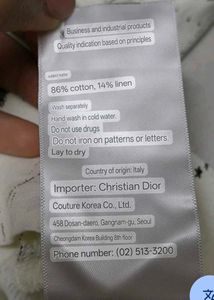 Business and industrial products
Quality indication based on principles
86% cotton, 14% linen
Wash separately
Hand wash in cold water.
Do not use drugs
Do not iron on patterns or letters.
Lay to dry
Country of origin: Italy
Importer: Christian Dior
Couture Korea Co., Ltd.
458 Dosan-daero, Gangnam-gu, Seoul
Cheongdam Korea Building 8th floor
Phone number: (02) 513-3200